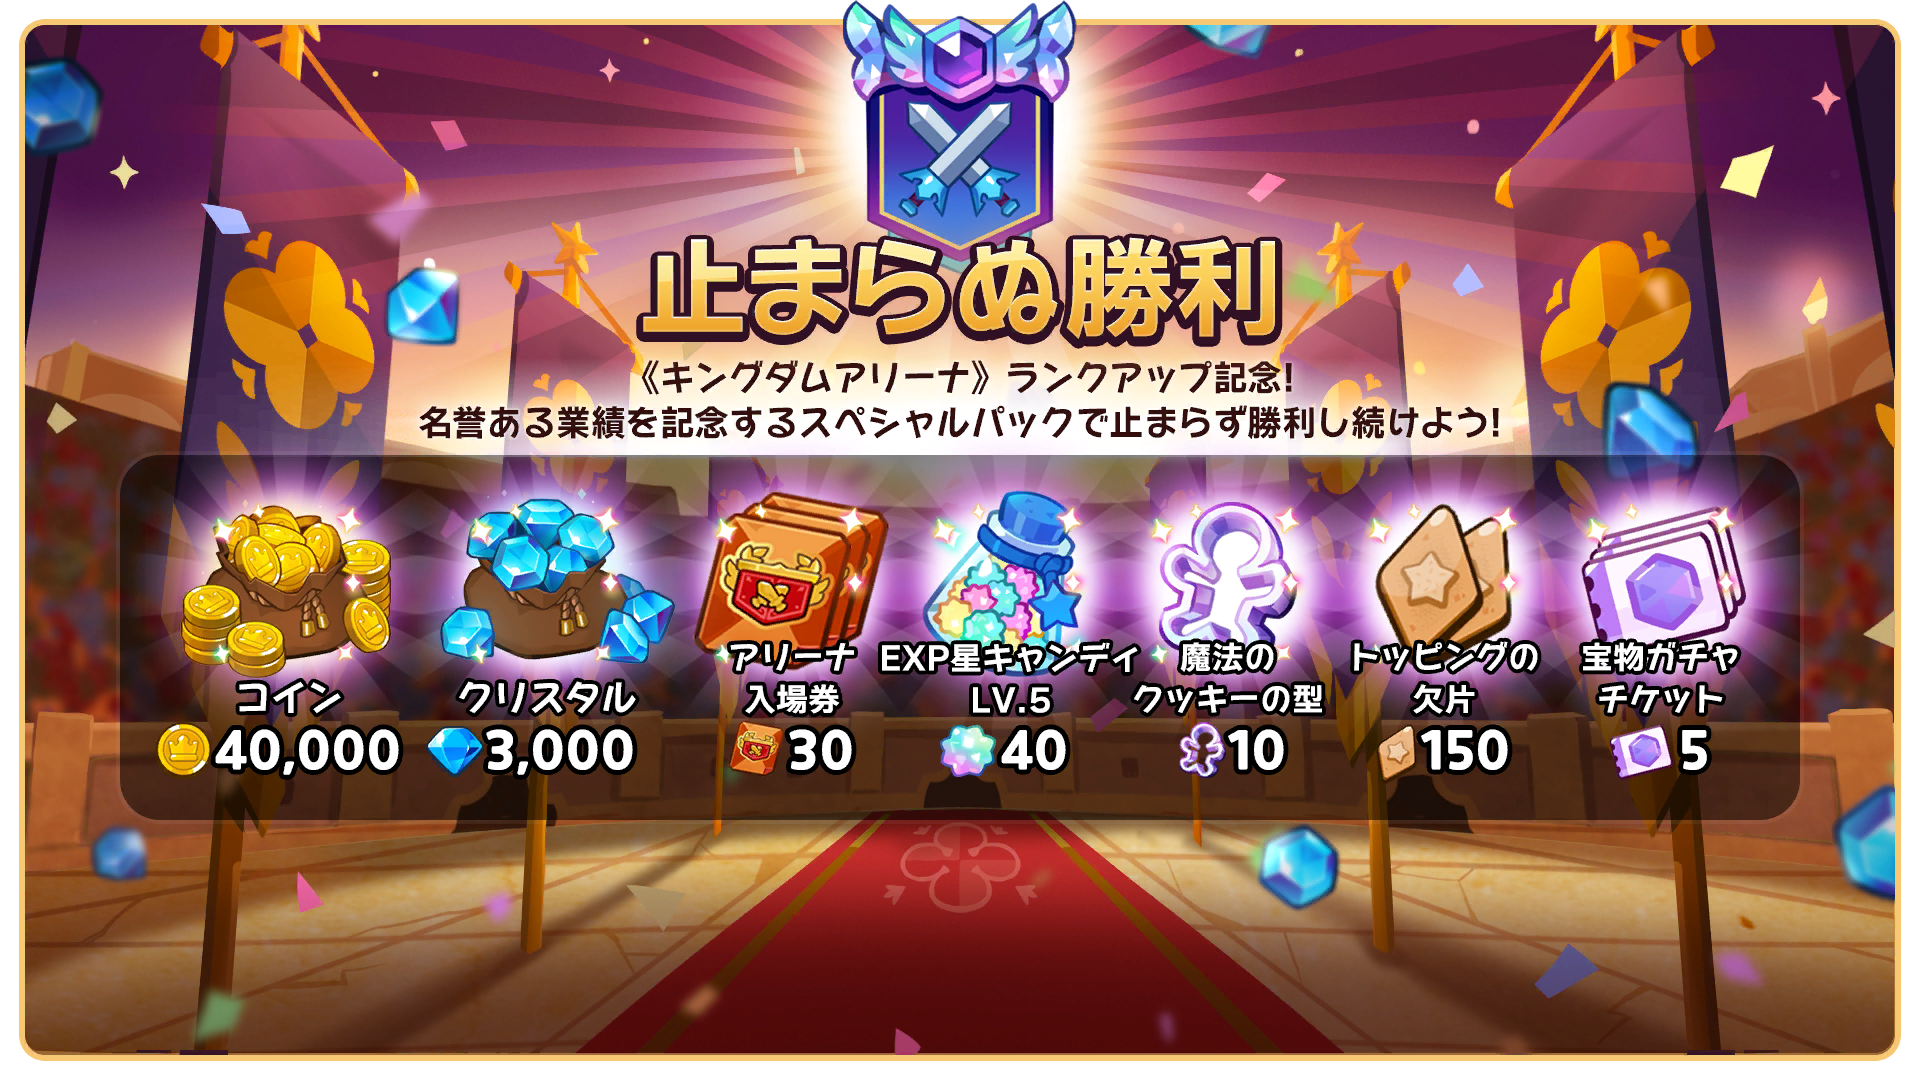 止まらぬ勝利
《キングダムアリーナ》ランクアップ記念!
名誉ある業績を記念するスペシャルパックで止まらず勝利し続けよう!
コイン
40,000
クリスタル
3,000
アリーナ
入場券
30
EXP星キャンディ
LV.5
40
魔法の
クッキーの型
10
トッピングの
欠片
150
宝物ガチャ
チケット
5